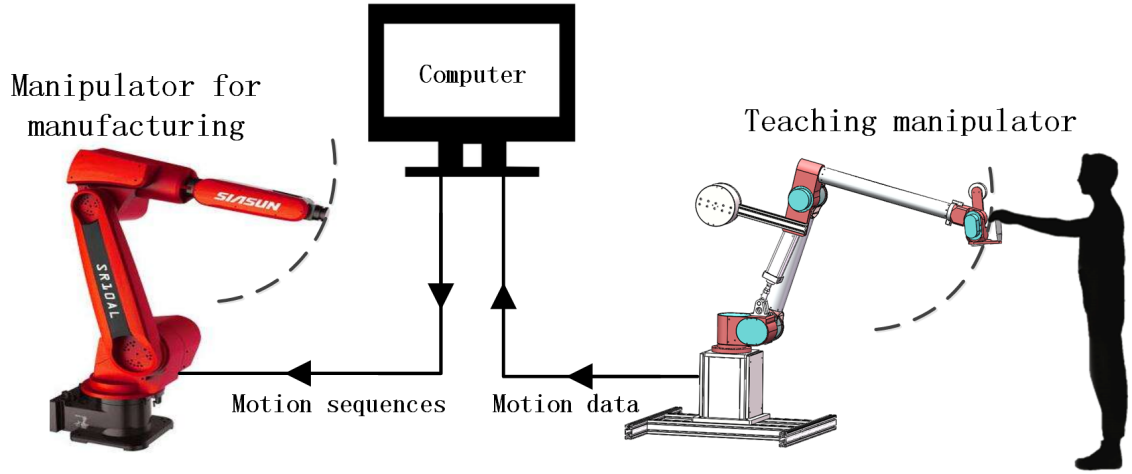 Computer
Manipulator for
manufacturing
Teaching manipulator
SIASUN
SR10AL
Motion sequences
Motion data